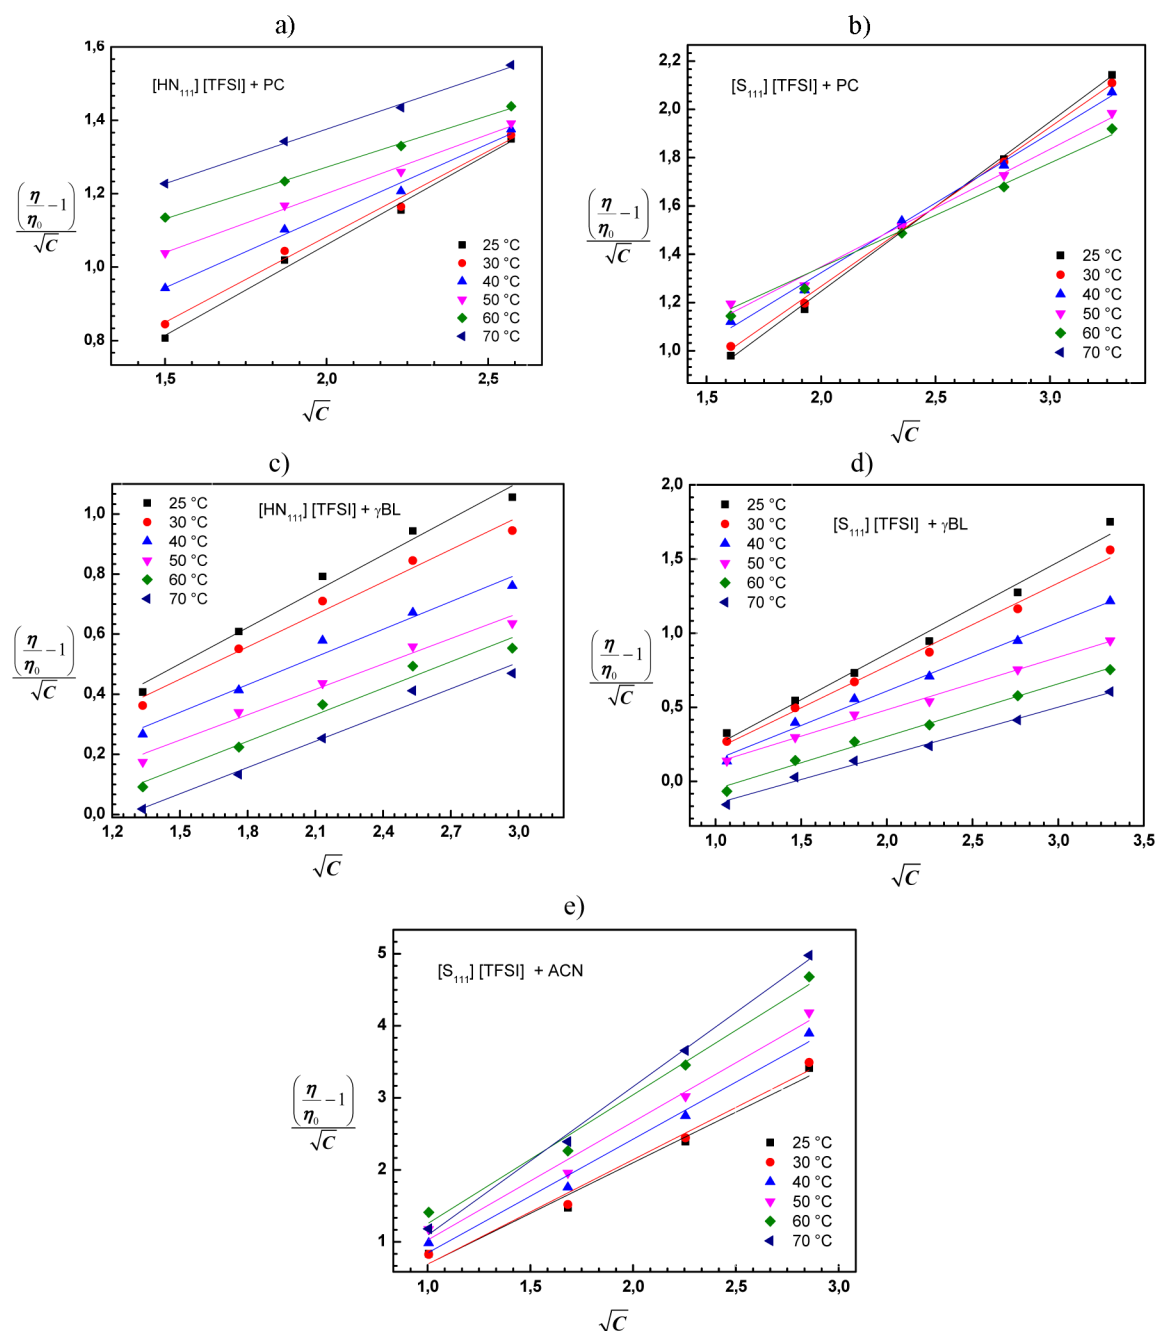 a)
[HN111] [TFSI] + PC
1,6
1,4
1,2
1,0
0,8
1,5
2,0
2,5
25 °C
30 °C
40 °C
50 °C
60 °C
70 °C
(η/η0 −1)
√C
√C
b)
[S111] [TFSI] + PC
2,2
2,0
1,8
1,6
1,4
1,2
1,0
1,5
2,0
2,5
3,0
25 °C
30 °C
40 °C
50 °C
60 °C
70 °C
(η/η0 −1)
√C
√C
c)
25 °C
30 °C
40 °C
50 °C
60 °C
70 °C
[HN111] [TFSI] + γBL
1,0
0,8
0,6
0,4
0,2
0,0
1,2
1,5
1,8
2,1
2,4
2,7
3,0
(η/η0 −1)
√C
√C
d)
25 °C
30 °C
40 °C
50 °C
60 °C
70 °C
[S111] [TFSI] + γBL
2,0
1,5
1,0
0,5
0,0
1,0
1,5
2,0
2,5
3,0
3,5
(η/η0 −1)
√C
√C
e)
[S111] [TFSI] + ACN
5
4
3
2
1
1,0
1,5
2,0
2,5
3,0
25 °C
30 °C
40 °C
50 °C
60 °C
70 °C
(η/η0 −1)
√C
√C